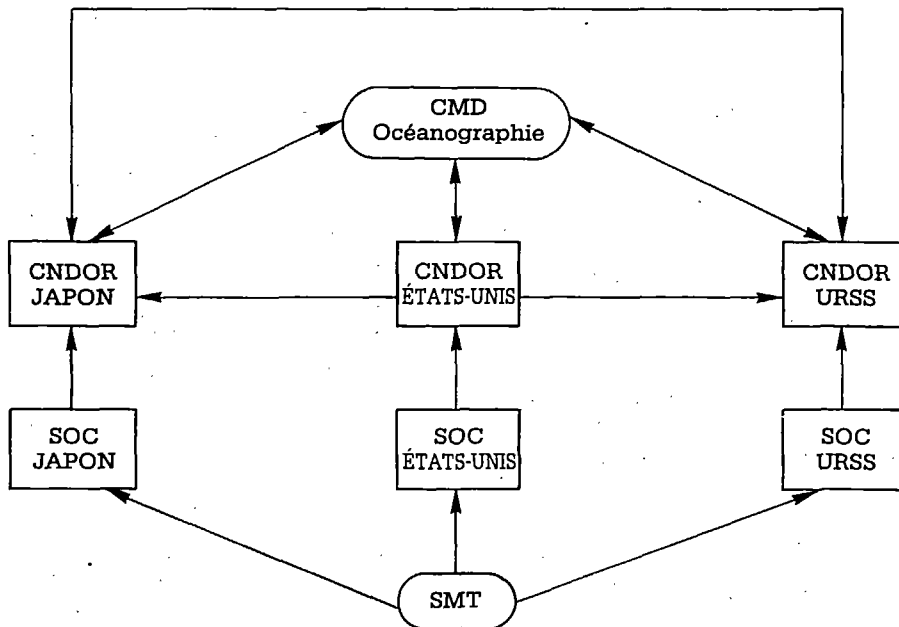 CMD
Océanographie
CNDOR
JAPON
CNDOR
ÉTATS-UNIS
CNDOR
URSS
SOC
JAPON
SOC
ÉTATS-UNIS
SOC
URSS
SMT